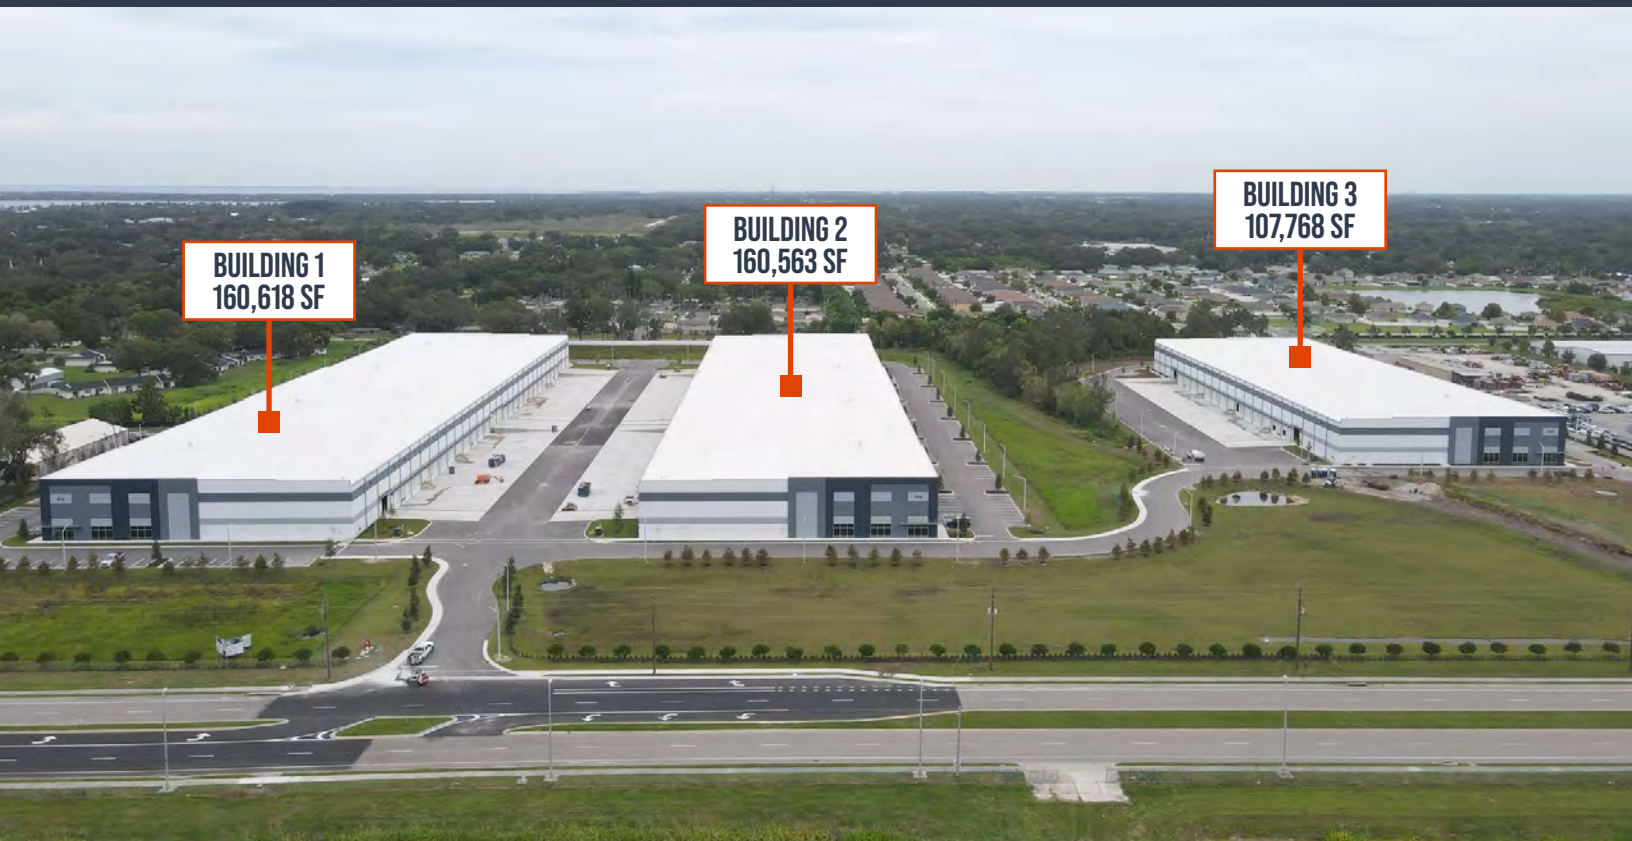 BUILDING 1
160,618 SF
BUILDING 2
160,563 SF
BUILDING 3
107,768 SF